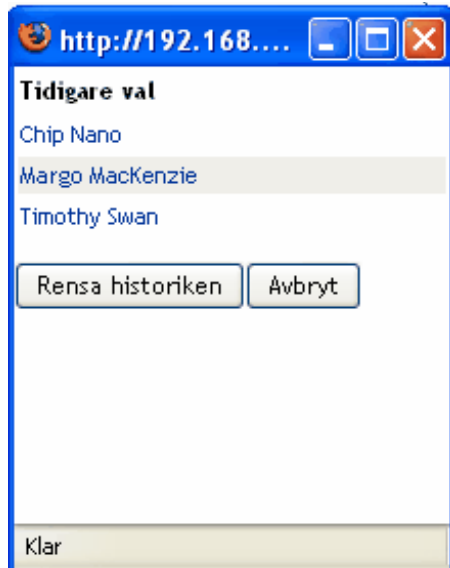 http://192.168....
Tidigare val
Chip Nano
Margo MacKenzie
Timothy Swan
Rensa historiken Avbryt
Klar